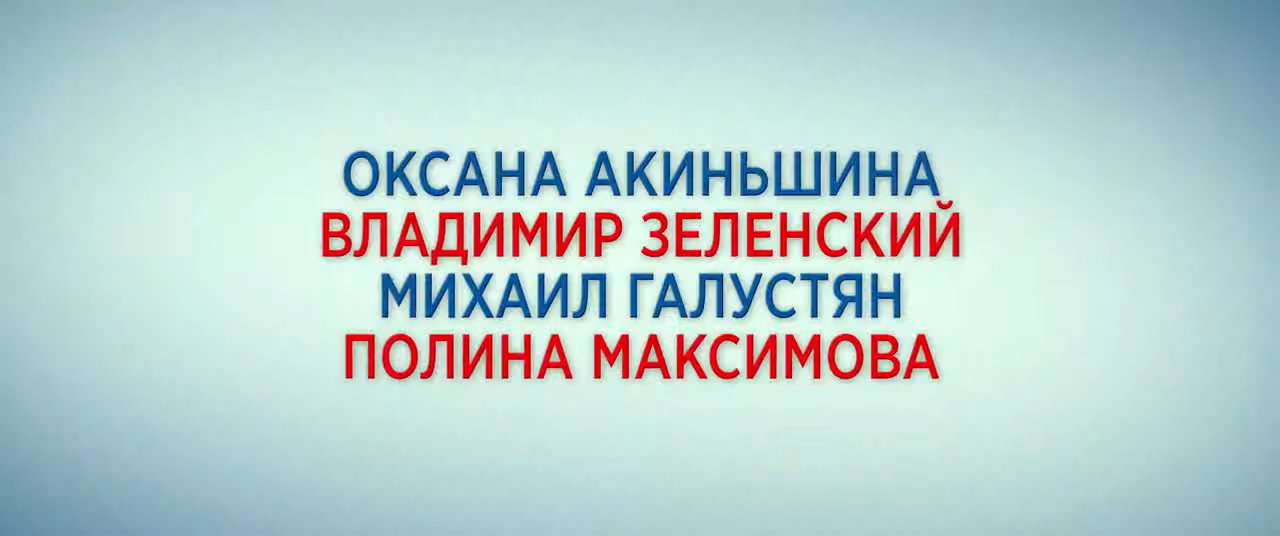 ОКСАНА АКИНЬШИНА
ВЛАДИМИР ЗЕЛЕНСКИЙ
МИХАИЛ ГАЛУСТЯН
ПОЛИНА МАКСИМОВА